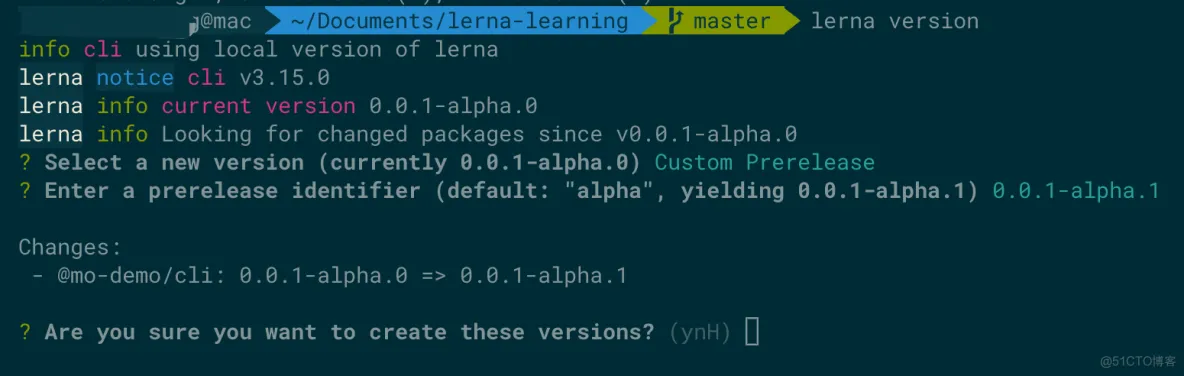 @mac ~/Documents/lerna-learning master lerna version
info cli using local version of lerna
lerna notice cli v3.15.0
lerna info current version 0.0.1-alpha.0
lerna info Looking for changed packages since v0.0.1-alpha.0
? Select a new version (currently 0.0.1-alpha.0) Custom Prerelease
? Enter a prerelease identifier (default: "alpha", yielding 0.0.1-alpha.1) 0.0.1-alpha.1
Changes:
- @mo-demo/cli: 0.0.1-alpha.0 => 0.0.1-alpha.1
? Are you sure you want to create these versions? (ynH)
@51CTO博客